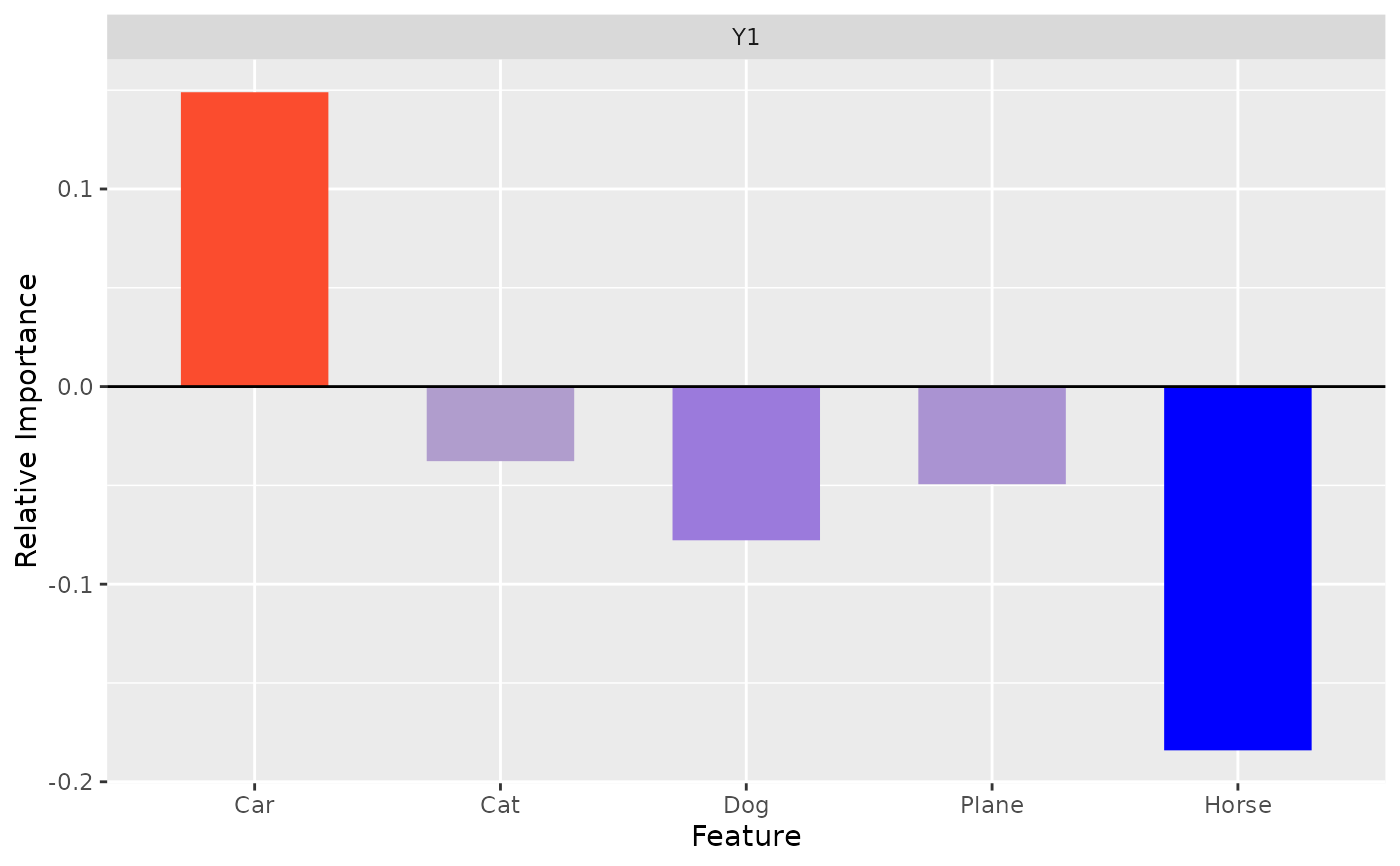 Y1
Relative Importance
0.1
0.0
-0.1
-0.2
Car Cat Dog Plane Horse
Feature